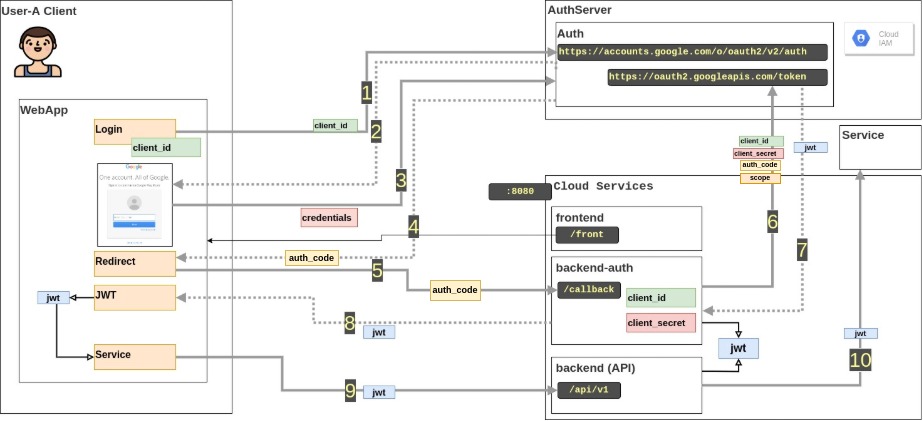 User-A Client
AuthServer
Auth
https://accounts.google.com/o/oauth2/v2/auth
https://oauth2.googleapis.com/token
Cloud
IAM
WebApp
Login
client_id
client_id
1
2
3
Google
One account. All of Google.
credentials
4
Redirect
auth_code
5
auth_code
jwt
JWT
8
jwt
Service
9
jwt
client_id
client_secret
auth_code
scope
jwt
Service
:8080
Cloud Services
frontend
/front
6
7
backend-auth
/callback
client_id
client_secret
jwt
backend (API)
/api/v1
jwt
10